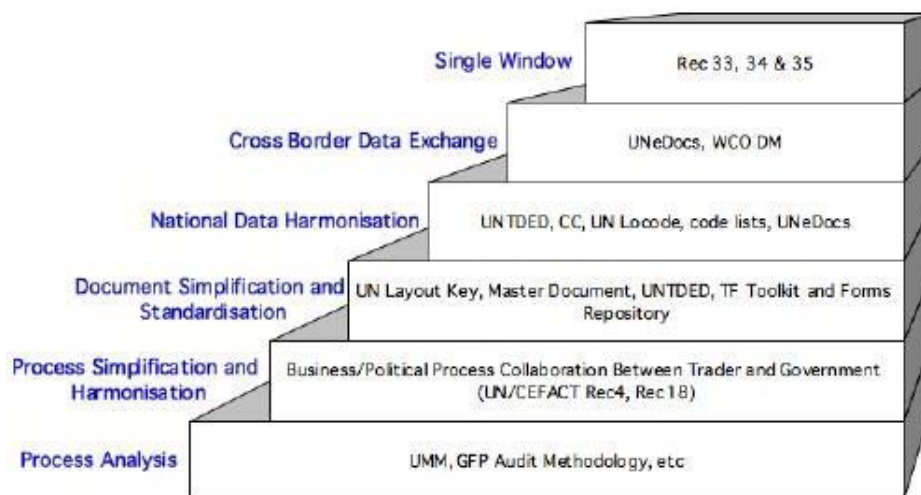 Single Window
Rec 33, 34 & 35
Cross Border Data Exchange
UNeDocs, WCO DM
National Data Harmonisation
UNTDED, CC, UN Locode, code lists, UNeDocs
Document Simplification and
Standardisation
UN Layout Key, Master Document, UNTDED, TF Toolkit and Forms
Repository
Process Simplification and
Harmonisation
Business/Political Process Collaboration Between Trader and Government
(UN/CEFACT Rec4, Rec18)
Process Analysis
UMM, GFP Audit Methodology, etc